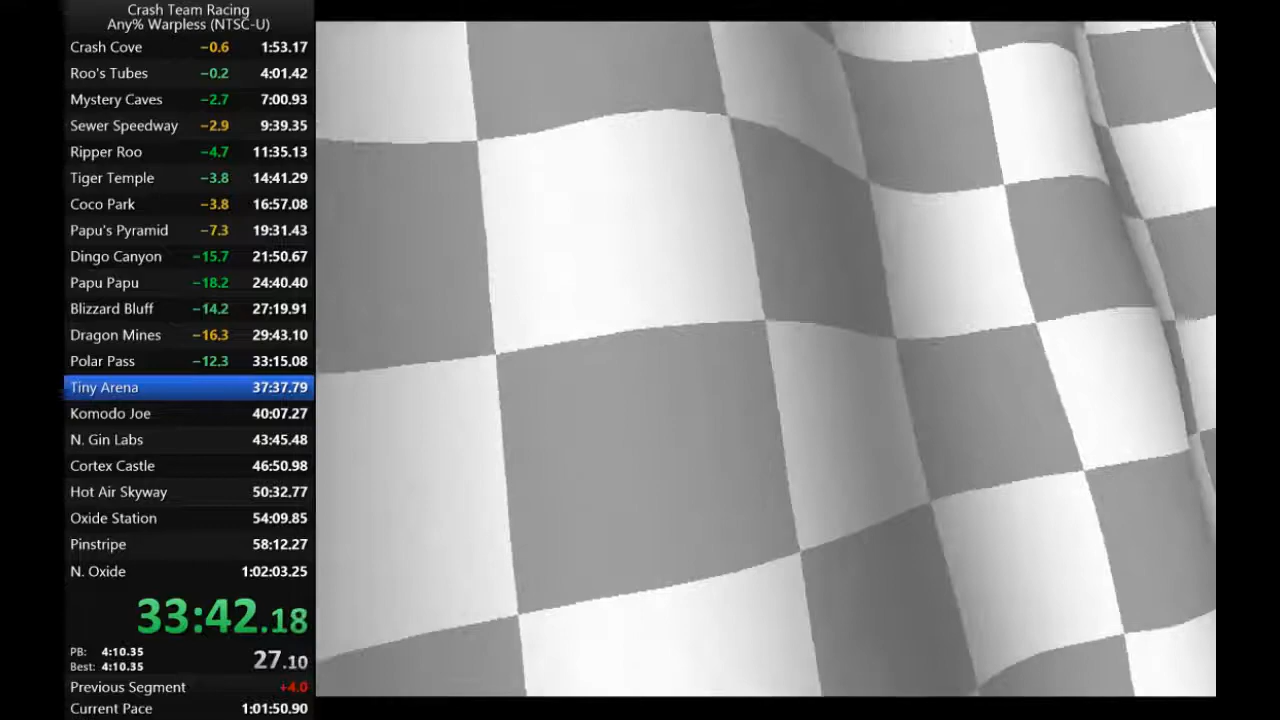 Crash Team Racing
Any% Warpless (NTSC-U)
Crash Cove −0.6 1:53.17
Roo's Tubes −0.2 4:01.42
Mystery Caves −2.7 7:00.93
Sewer Speedway −2.9 9:39.35
Ripper Roo −4.7 11:35.13
Tiger Temple −3.8 14:41.29
Coco Park −3.8 16:57.08
Papu's Pyramid −7.3 19:31.43
Dingo Canyon −15.7 21:50.67
Papu Papu −18.2 24:40.40
Blizzard Bluff −14.2 27:19.91
Dragon Mines −16.3 29:43.10
Polar Pass −12.3 33:15.08
Tiny Arena 37:37.79
Komodo Joe 40:07.27
N. Gin Labs 43:45.48
Cortex Castle 46:50.98
Hot Air Skyway 50:32.77
Oxide Station 54:09.85
Pinstripe 58:12.27
N. Oxide 1:02:03.25
33:42.18
PB: 4:10.35
Best: 4:10.35 27.10
Previous Segment +4.0
Current Pace 1:01:50.90